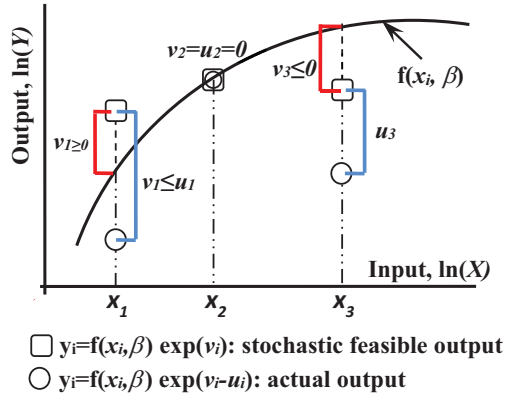 Output, ln(Y)
v₂=u₂=0
v₃≤0
f(xᵢ, β)
v₁≥0
v₁≤u₁
u₃
Input, ln(X)
x₁
x₂
x₃
yᵢ=f(xᵢ,β) exp(vᵢ): stochastic feasible output
yᵢ=f(xᵢ,β) exp(vᵢ-uᵢ): actual output